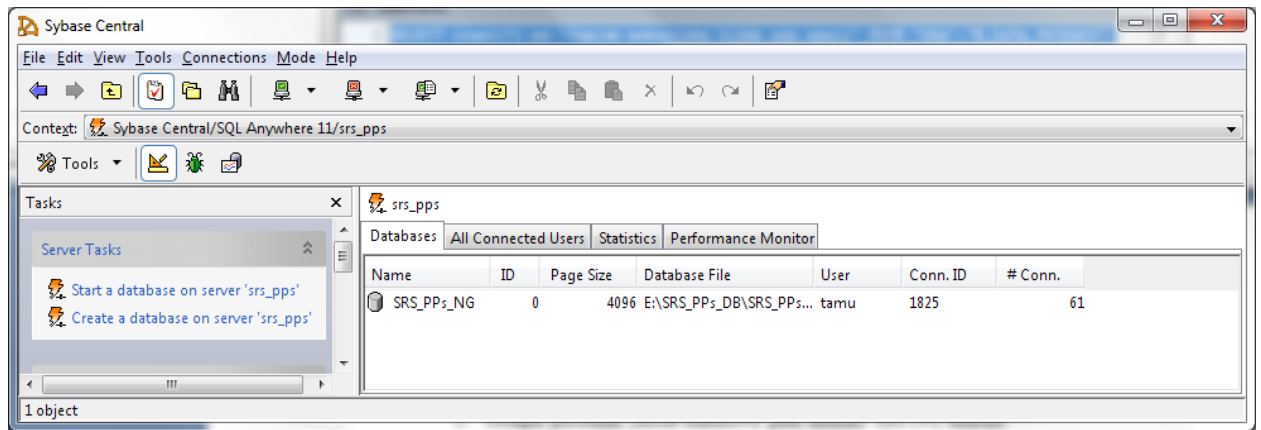 Sybase Central
File Edit View Tools Connections Mode Help
Context: Sybase Central/SQL Anywhere 11/srs_pps
Tools
Tasks
Server Tasks
Start a database on server 'srs_pps'
Create a database on server 'srs_pps'
srs_pps
Databases All Connected Users Statistics Performance Monitor
Name ID Page Size Database File User Conn. ID # Conn.
SRS_PPs_NG 0 4096 E:\SRS_PPs_DB\SRS_PPs... tamu 1825 61
1 object